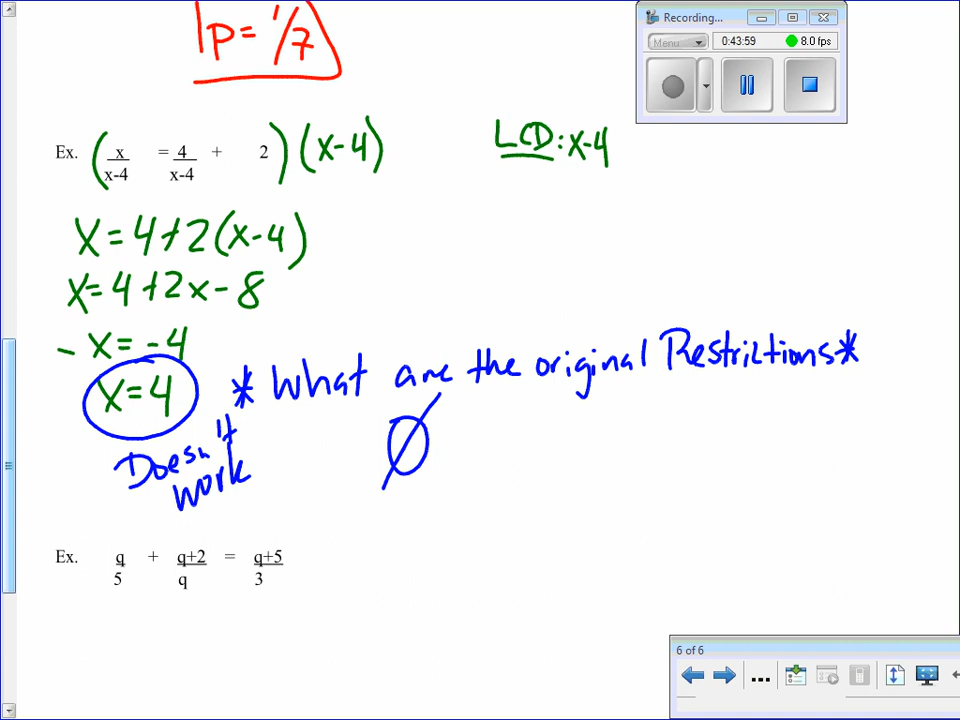 p = 1/7
Recording...
Menu
0:43:59
8.0 fps
Ex. ( x/x-4 = 4/x-4 + 2 ) (x-4)
LCD: x-4
x = 4 + 2(x-4)
x = 4 + 2x - 8
- x = - 4
x = 4
* What are the original Restrictions *
Doesn't
work
Ø
Ex. q/5 + q+2/q = q+5/3
6 of 6
...